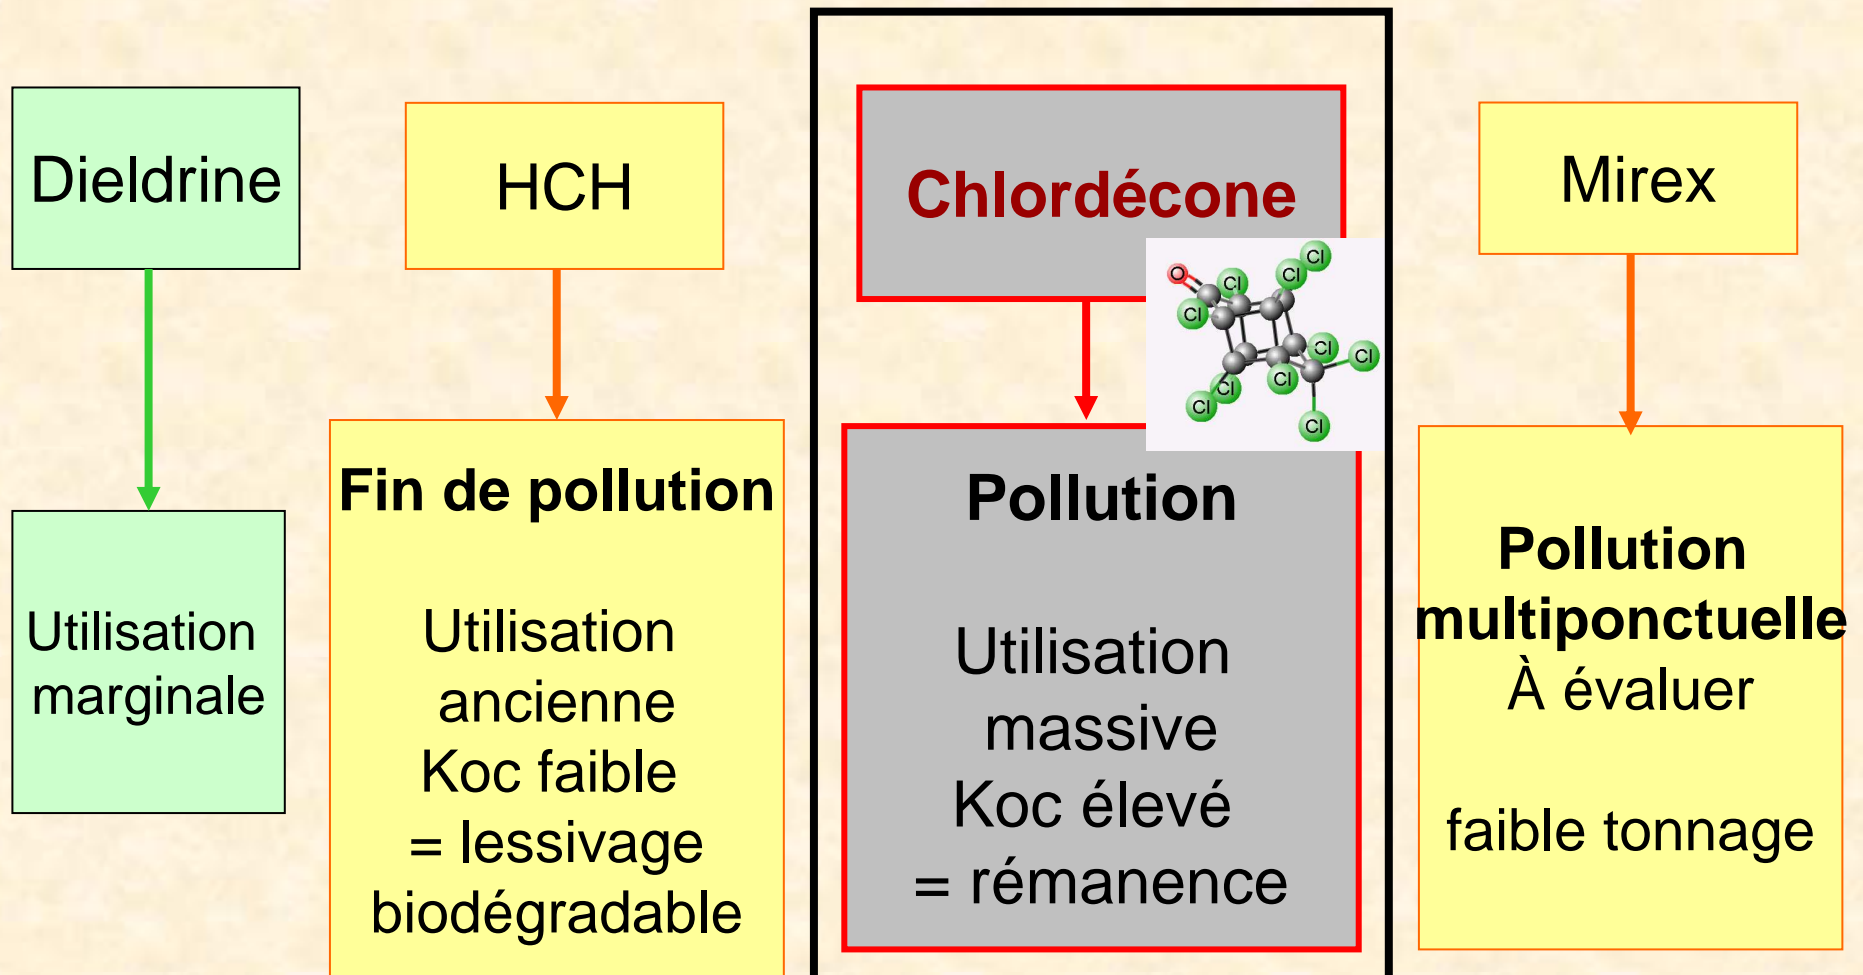 Dieldrine
Utilisation
marginale
HCH
Fin de pollution
Utilisation
ancienne
Koc faible
= lessivage
biodégradable
Chlordécone
O
Cl
Cl
Cl
Cl
Cl
Cl
Cl
Cl
Cl
Cl
Pollution
Utilisation
massive
Koc élevé
= rémanence
Mirex
Pollution
multiponctuelle
À évaluer
faible tonnage